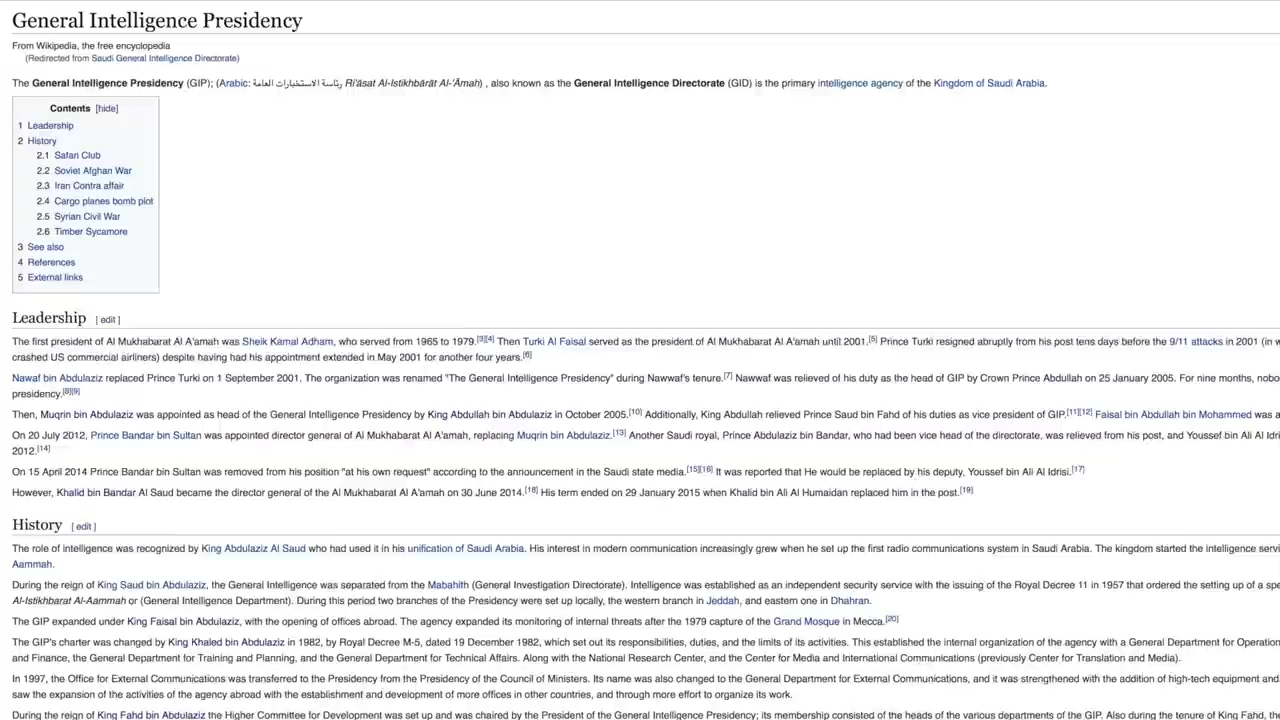 General Intelligence Presidency
From Wikipedia, the free encyclopedia
(Redirected from Saudi General Intelligence Directorate)
The General Intelligence Presidency (GIP); (Arabic: رئاسة الاستخبارات العامة Ri'āsat Al-Istikhbārāt Al-'Āmah) , also known as the General Intelligence Directorate (GID) is the primary intelligence agency of the Kingdom of Saudi Arabia.
Contents [hide]
1 Leadership
2 History
2.1 Safari Club
2.2 Soviet Afghan War
2.3 Iran Contra affair
2.4 Cargo planes bomb plot
2.5 Syrian Civil War
2.6 Timber Sycamore
3 See also
4 References
5 External links
Leadership [ edit ]
The first president of Al Mukhabarat Al A'amah was Sheik Kamal Adham, who served from 1965 to 1979.[3][4] Then Turki Al Faisal served as the president of Al Mukhabarat Al A'amah until 2001.[5] Prince Turki resigned abruptly from his post tens days before the 9/11 attacks in 2001 (in w
crashed US commercial airliners) despite having had his appointment extended in May 2001 for another four years.[6]
Nawaf bin Abdulaziz replaced Prince Turki on 1 September 2001. The organization was renamed "The General Intelligence Presidency" during Nawwaf's tenure.[7] Nawwaf was relieved of his duty as the head of GIP by Crown Prince Abdullah on 25 January 2005. For nine months, nobo
presidency.[8][9]
Then, Muqrin bin Abdulaziz was appointed as head of the General Intelligence Presidency by King Abdullah bin Abdulaziz in October 2005.[10] Additionally, King Abdullah relieved Prince Saud bin Fahd of his duties as vice president of GIP.[11][12] Faisal bin Abdullah bin Mohammed was a
On 20 July 2012, Prince Bandar bin Sultan was appointed director general of Al Mukhabarat Al A'amah, replacing Muqrin bin Abdulaziz.[13] Another Saudi royal, Prince Abdulaziz bin Bandar, who had been vice head of the directorate, was relieved from his post, and Youssef bin Ali Al Idri
2012.[14]
On 15 April 2014 Prince Bandar bin Sultan was removed from his position "at his own request" according to the announcement in the Saudi state media.[15][16] It was reported that He would be replaced by his deputy, Youssef bin Ali Al Idrisi.[17]
However, Khalid bin Bandar Al Saud became the director general of the Al Mukhabarat Al A'amah on 30 June 2014.[18] His term ended on 29 January 2015 when Khalid bin Ali Al Humaidan replaced him in the post.[19]
History [ edit ]
The role of intelligence was recognized by King Abdulaziz Al Saud who had used it in his unification of Saudi Arabia. His interest in modern communication increasingly grew when he set up the first radio communications system in Saudi Arabia. The kingdom started the intelligence servi
Aammah.
During the reign of King Saud bin Abdulaziz, the General Intelligence was separated from the Mabahith (General Investigation Directorate). Intelligence was established as an independent security service with the issuing of the Royal Decree 11 in 1957 that ordered the setting up of a spe
Al-Istikhbarat Al-Aammah or (General Intelligence Department). During this period two branches of the Presidency were set up locally, the western branch in Jeddah, and eastern one in Dhahran.
The GIP expanded under King Faisal bin Abdulaziz, with the opening of offices abroad. The agency expanded its monitoring of internal threats after the 1979 capture of the Grand Mosque in Mecca.[20]
The GIP's charter was changed by King Khaled bin Abdulaziz in 1982, by Royal Decree M-5, dated 19 December 1982, which set out its responsibilities, duties, and the limits of its activities. This established the internal organization of the agency with a General Department for Operation
and Finance, the General Department for Training and Planning, and the General Department for Technical Affairs. Along with the National Research Center, and the Center for Media and International Communications (previously Center for Translation and Media).
In 1997, the Office for External Communications was transferred to the Presidency from the Presidency of the Council of Ministers. Its name was also changed to the General Department for External Communications, and it was strengthened with the addition of high-tech equipment and
saw the expansion of the activities of the agency abroad with the establishment and development of more offices in other countries, and through more effort to organize its work.
During the reign of King Fahd bin Abdulaziz the Higher Committee for Development was set up and was chaired by the President of the General Intelligence Presidency; its membership consisted of the heads of the various departments of the GIP. Also during the tenure of King Fahd, the